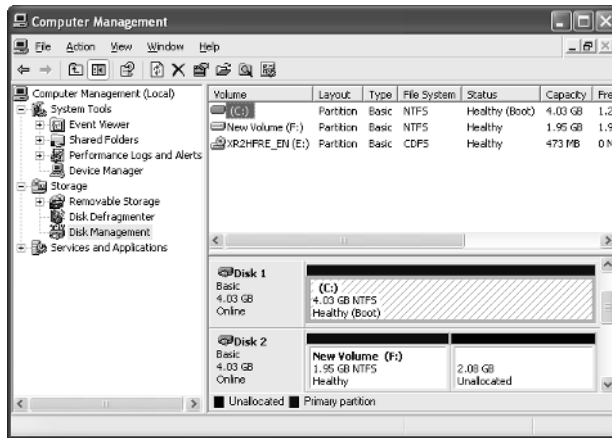 Computer Management
File Action View Window Help
Computer Management (Local)
System Tools
Event Viewer
Shared Folders
Performance Logs and Alerts
Device Manager
Storage
Removable Storage
Disk Defragmenter
Disk Management
Services and Applications
Volume Layout Type File System Status Capacity Fre
(C:) Partition Basic NTFS Healthy (Boot) 4.03 GB 1.2
New Volume (F:) Partition Basic NTFS Healthy 1.95 GB 1.9
XR2HFRE_EN (E:) Partition Basic CDFS Healthy 473 MB 0 N
Disk 1
Basic
4.03 GB
Online
(C:)
4.03 GB NTFS
Healthy (Boot)
Disk 2
Basic
4.03 GB
Online
New Volume (F:)
1.95 GB NTFS
Healthy
2.08 GB
Unallocated
Unallocated Primary partition